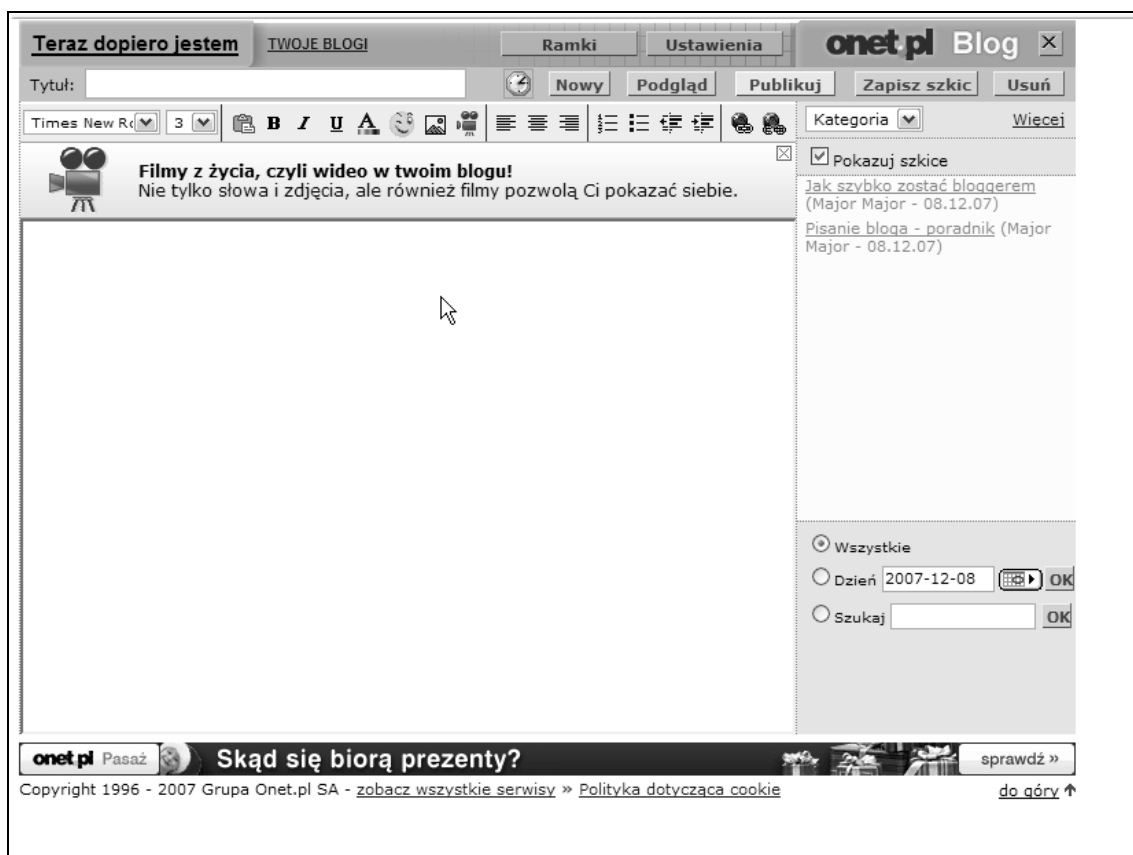 Teraz dopiero jestem TWOJE BLOGI Ramki Ustawienia onet.pl Blog
Tytuł: Nowy Podgląd Publikuj Zapisz szkic Usuń
Times New Ro 3 B I U A Kategoria Więcej
Filmy z życia, czyli wideo w twoim blogu!
Nie tylko słowa i zdjęcia, ale również filmy pozwolą Ci pokazać siebie.
Pokazuj szkice
Jak szybko zostać bloggerem
(Major Major - 08.12.07)
Pisanie bloga - poradnik (Major
Major - 08.12.07)
Wszystkie
Dzień 2007-12-08 OK
Szukaj OK
onet.pl Pasaż Skąd się biorą prezenty? sprawdź »
Copyright 1996 - 2007 Grupa Onet.pl SA - zobacz wszystkie serwisy » Polityka dotycząca cookie do góry